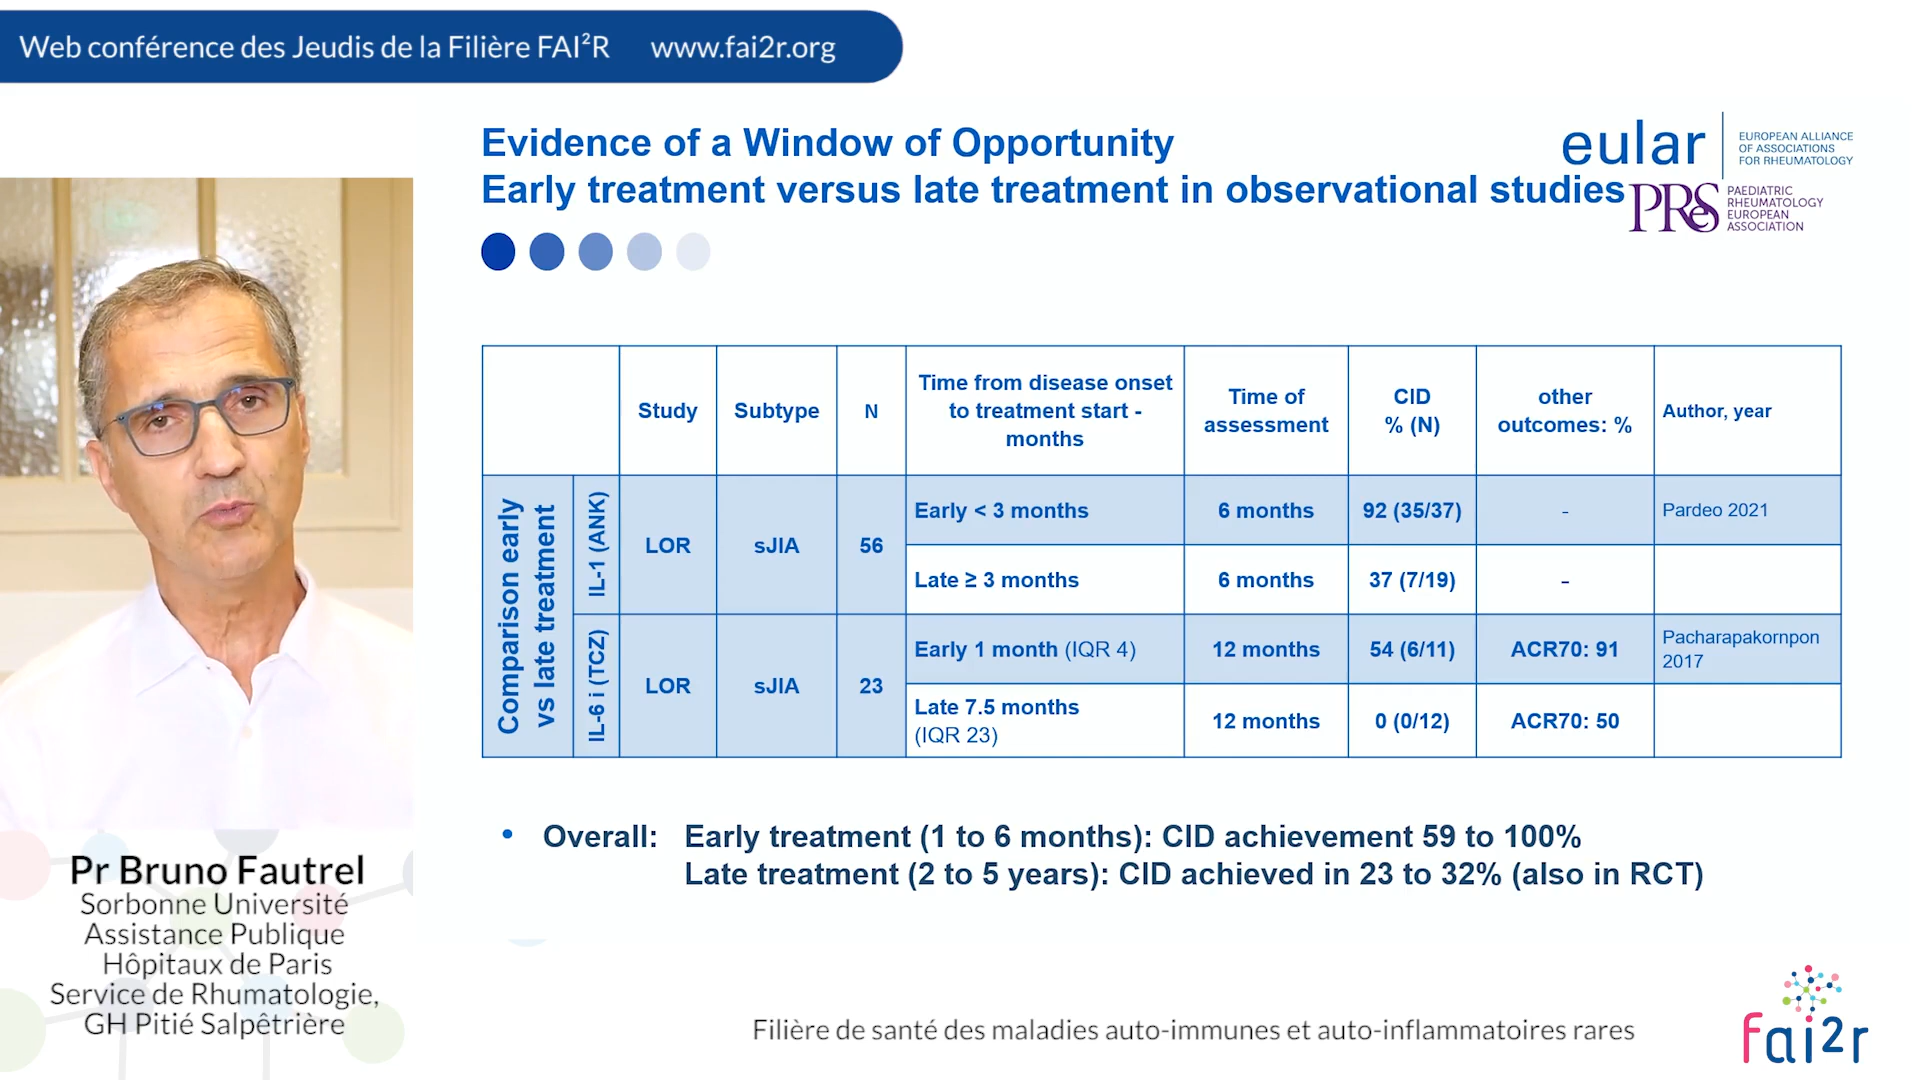 Web conférence des Jeudis de la Filière FAI²R www.fai2r.org
Evidence of a Window of Opportunity
Early treatment versus late treatment in observational studies
eular
EUROPEAN ALLIANCE
OF ASSOCIATIONS
FOR RHEUMATOLOGY
PReS
PAEDIATRIC
RHEUMATOLOGY
EUROPEAN
ASSOCIATION
Study
Subtype
N
Time from disease onset
to treatment start -
months
Time of
assessment
CID
% (N)
other
outcomes: %
Author, year
Comparison early
vs late treatment
IL-1 (ANK)
LOR
sJIA
56
Early < 3 months
6 months
92 (35/37)
-
Pardeo 2021
Late ≥ 3 months
6 months
37 (7/19)
-
IL-6 i (TCZ)
LOR
sJIA
23
Early 1 month (IQR 4)
12 months
54 (6/11)
ACR70: 91
Pacharapakornpon
2017
Late 7.5 months
(IQR 23)
12 months
0 (0/12)
ACR70: 50
• Overall: Early treatment (1 to 6 months): CID achievement 59 to 100%
Late treatment (2 to 5 years): CID achieved in 23 to 32% (also in RCT)
Pr Bruno Fautrel
Sorbonne Université
Assistance Publique
Hôpitaux de Paris
Service de Rhumatologie,
GH Pitié Salpêtrière
Filière de santé des maladies auto-immunes et auto-inflammatoires rares
fai2r